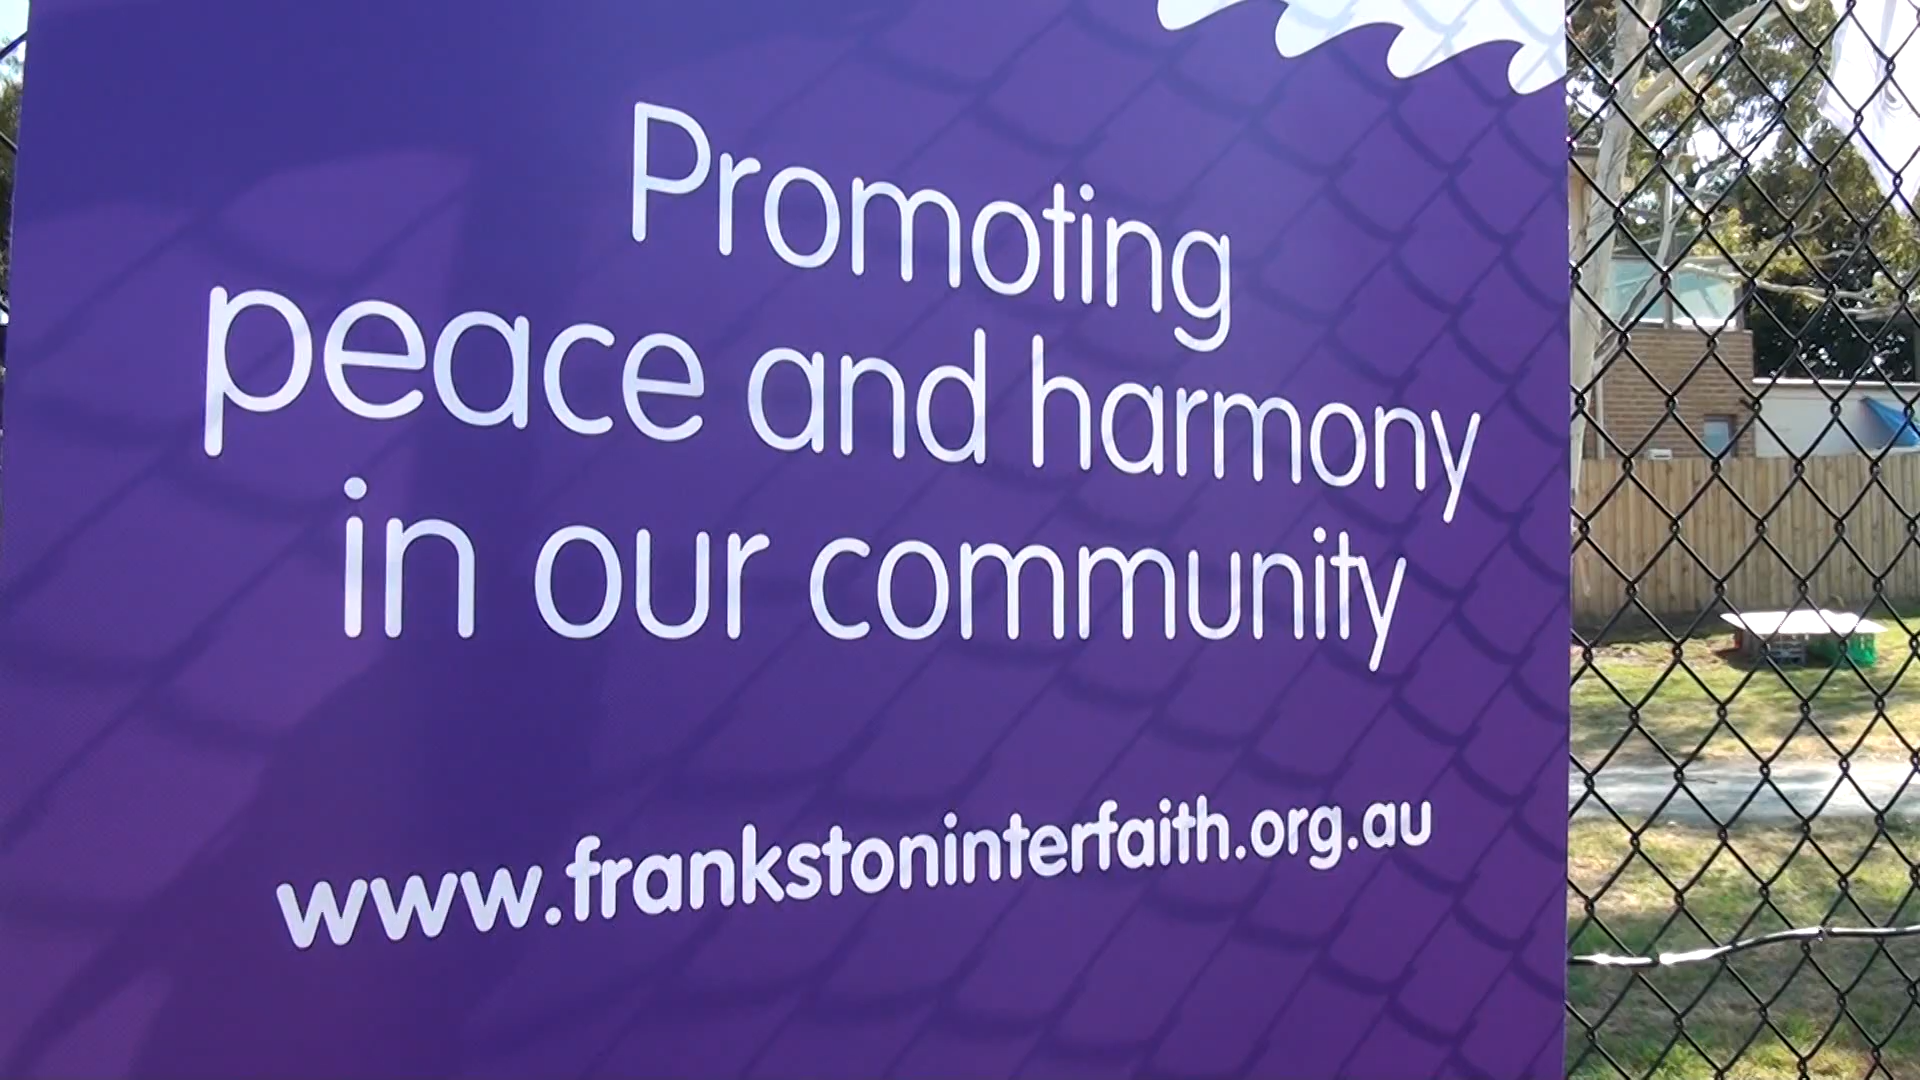 Promoting
peace and harmony
in our community
www.frankstoninterfaith.org.au